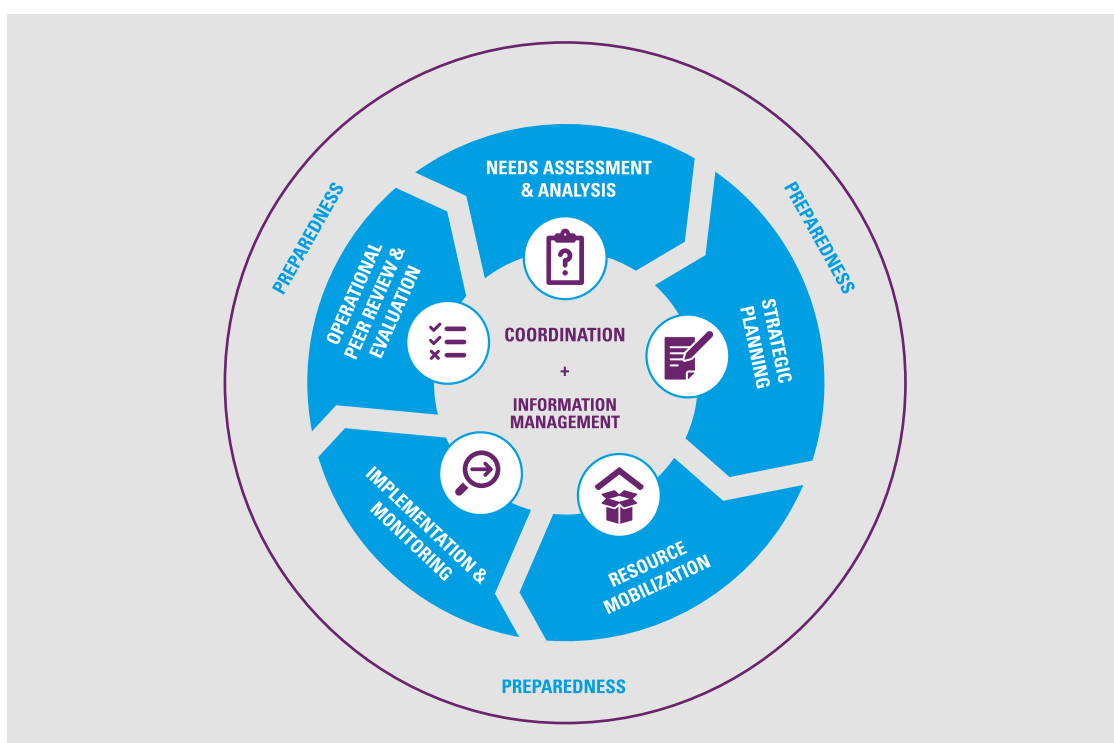 NEEDS ASSESSMENT
& ANALYSIS
PREPAREDNESS
PREPAREDNESS
OPERATIONAL
PEER REVIEW &
EVALUATION
STRATEGIC
PLANNING
COORDINATION
+
INFORMATION
MANAGEMENT
IMPLEMENTATION &
MONITORING
RESOURCE
MOBILIZATION
PREPAREDNESS